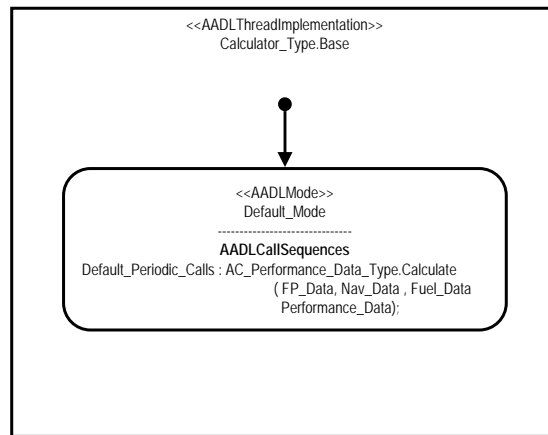 <<AADLThreadImplementation>>
Calculator_Type.Base
<<AADLMode>>
Default_Mode
------------------------------
AADLCallSequences
Default_Periodic_Calls : AC_Performance_Data_Type.Calculate
( FP_Data, Nav_Data , Fuel_Data
Performance_Data);